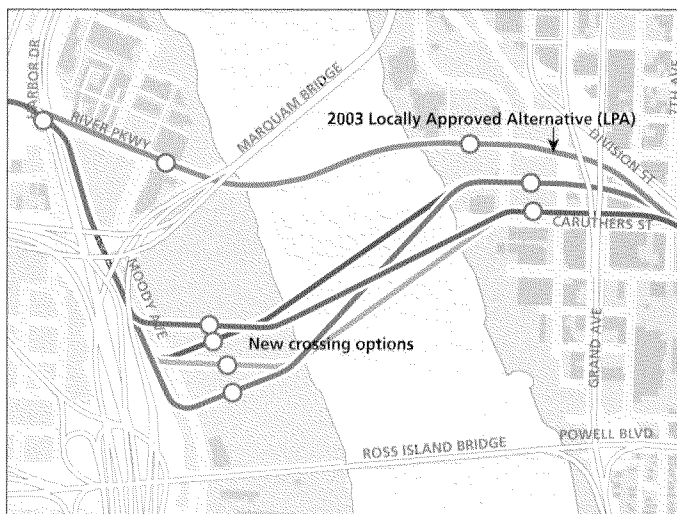 HARBOR DR
RIVER PKWY
MARQUAM BRIDGE
7TH AVE
2003 Locally Approved Alternative (LPA)
DIVISION ST
CARUTHERS ST
MOODY AVE
New crossing options
GRAND AVE
ROSS ISLAND BRIDGE
POWELL BLVD